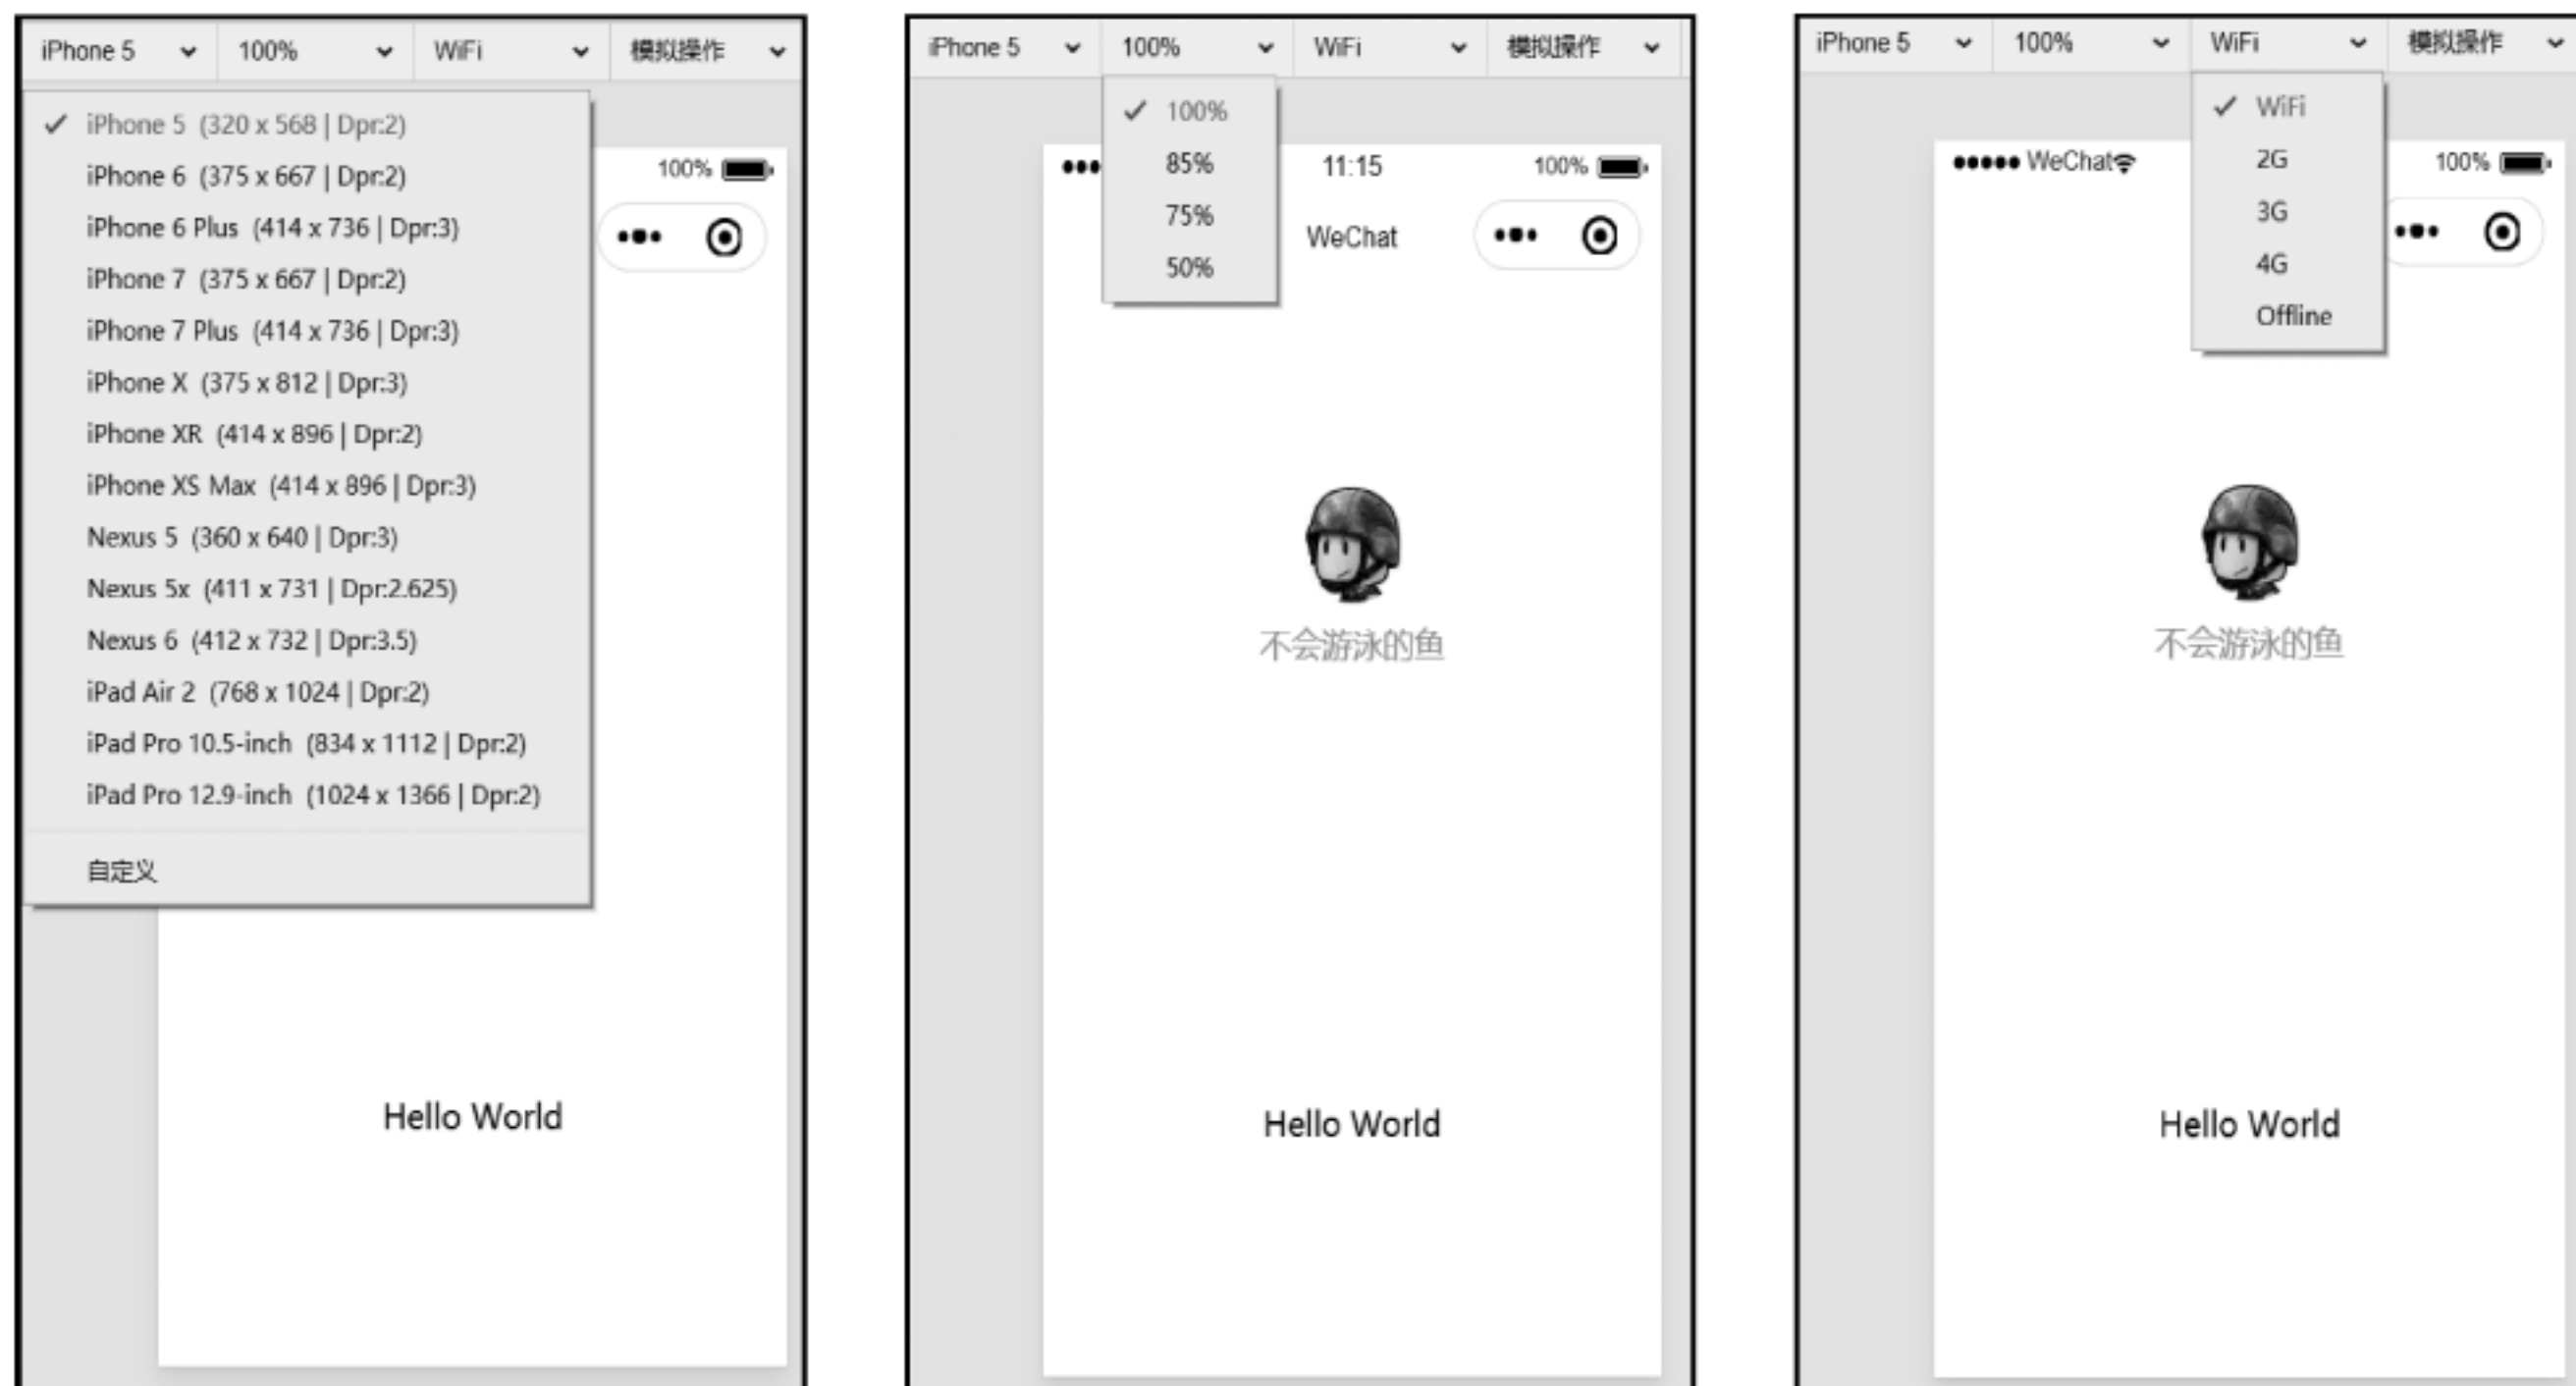 iPhone 5 100% WiFi 模拟操作
iPhone 5 (320 x 568 | Dpr:2)
iPhone 6 (375 x 667 | Dpr:2)
iPhone 6 Plus (414 x 736 | Dpr:3)
iPhone 7 (375 x 667 | Dpr:2)
iPhone 7 Plus (414 x 736 | Dpr:3)
iPhone X (375 x 812 | Dpr:3)
iPhone XR (414 x 896 | Dpr:2)
iPhone XS Max (414 x 896 | Dpr:3)
Nexus 5 (360 x 640 | Dpr:3)
Nexus 5x (411 x 731 | Dpr:2.625)
Nexus 6 (412 x 732 | Dpr:3.5)
iPad Air 2 (768 x 1024 | Dpr:2)
iPad Pro 10.5-inch (834 x 1112 | Dpr:2)
iPad Pro 12.9-inch (1024 x 1366 | Dpr:2)
自定义
100%
Hello World
iPhone 5 100% WiFi 模拟操作
100%
85%
75%
50%
11:15 100%
WeChat
不会游泳的鱼
Hello World
iPhone 5 100% WiFi 模拟操作
WiFi
2G
3G
4G
Offline
WeChat 100%
不会游泳的鱼
Hello World